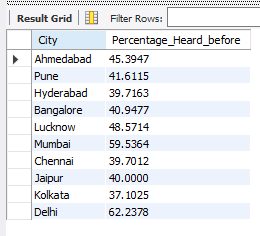 Result Grid Filter Rows:
City Percentage_Heard_before
Ahmedabad 45.3947
Pune 41.6115
Hyderabad 39.7163
Bangalore 40.9477
Lucknow 48.5714
Mumbai 59.5364
Chennai 39.7012
Jaipur 40.0000
Kolkata 37.1025
Delhi 62.2378